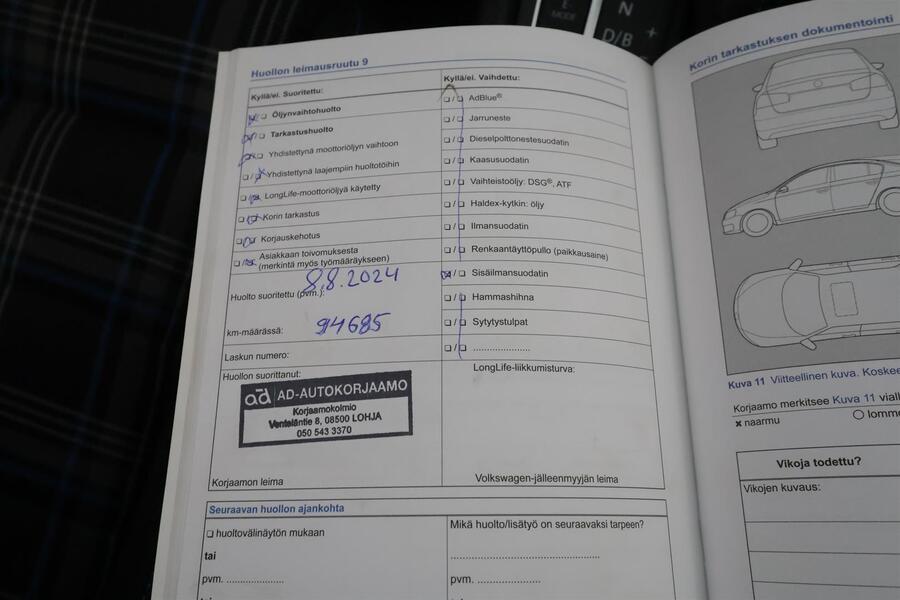 E-
MODE
N
D/B
+
Huollon leimausruutu 9
Kyllä/ei. Suoritettu:
Öljynvaihtohuolto
Tarkastushuolto
Yhdistettynä moottoriöljyn vaihtoon
Yhdistettynä laajempiin huoltotöihin
LongLife-moottoriöljyä käytetty
Korin tarkastus
Korjauskehotus
Asiakkaan toivomuksesta
(merkintä myös työmääräykseen)
Huolto suoritettu (pvm.): 8.8.2024
km-määrässä: 94685
Laskun numero:
Huollon suorittanut:
ad AD-AUTOKORJAAMO
Korjaamokolmio
Venteläntie 8, 08500 LOHJA
050 543 3370
Korjaamon leima
Kyllä/ei. Vaihdettu:
AdBlue®
Jarruneste
Dieselpolttonestesuodatin
Kaasusuodatin
Vaihteistoöljy: DSG®, ATF
Haldex-kytkin: öljy
Ilmansuodatin
Renkaantäyttöpullo (paikkausaine)
Sisäilmansuodatin
Hammashihna
Sytytystulpat
....................
LongLife-liikkumisturva:
Volkswagen-jälleenmyyjän leima
Seuraavan huollon ajankohta
huoltovälinäytön mukaan
tai
pvm. ....................
Mikä huolto/lisätyö on seuraavaksi tarpeen?
..................................................
pvm. ....................
Korin tarkastuksen dokumentointi
Kuva 11 Viitteellinen kuva.
Korjaamo merkitsee Kuva 11
x naarmu
Vikoja todettu?
Vikojen kuvaus: